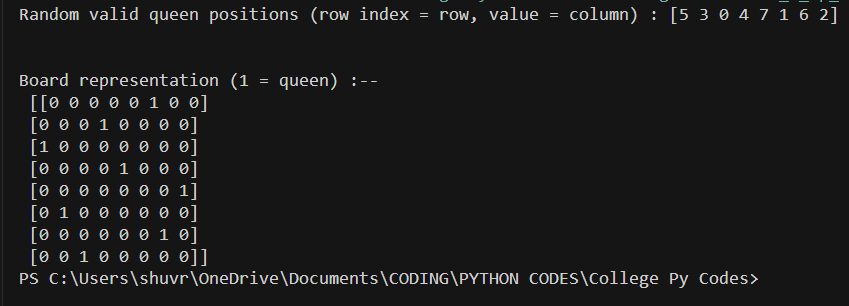 Random valid queen positions (row index = row, value = column) : [5 3 0 4 7 1 6 2]
Board representation (1 = queen) :--
[[0 0 0 0 0 1 0 0]
[0 0 0 1 0 0 0 0]
[1 0 0 0 0 0 0 0]
[0 0 0 0 1 0 0 0]
[0 0 0 0 0 0 0 1]
[0 1 0 0 0 0 0 0]
[0 0 0 0 0 0 1 0]
[0 0 1 0 0 0 0 0]]
PS C:\Users\shuvr\OneDrive\Documents\CODING\PYTHON CODES\College Py Codes>